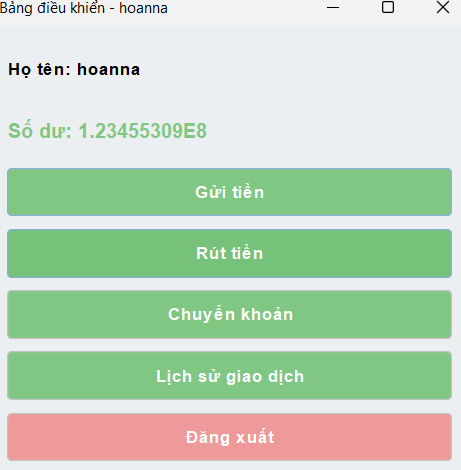 Bảng điều khiển - hoanna
Họ tên: hoanna
Số dư: 1.23455309E8
Gửi tiền
Rút tiền
Chuyển khoản
Lịch sử giao dịch
Đăng xuất